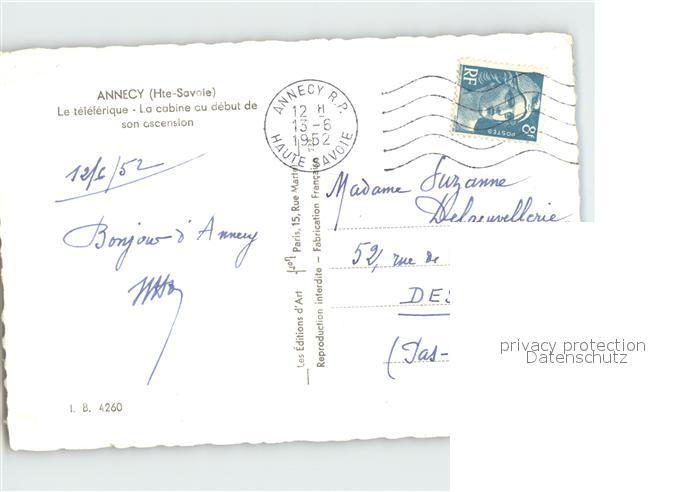 ANNECY (Hte-Savoie)
Le téléférique - La cabine au début de
son ascension
12/6/52
Bonjour d'Annecy
I. B. 4260
Les Éditions d'Art Paris, 15, Rue Martel
Reproduction interdite - Fabrication Française
ANNECY R.P.
12 H
13-6
1952
HAUTE SAVOIE
RF
POSTES
8f
Madame Suzanne
Delneuvellerie
52, rue de
DES
(Pas-
privacy protection
Datenschutz